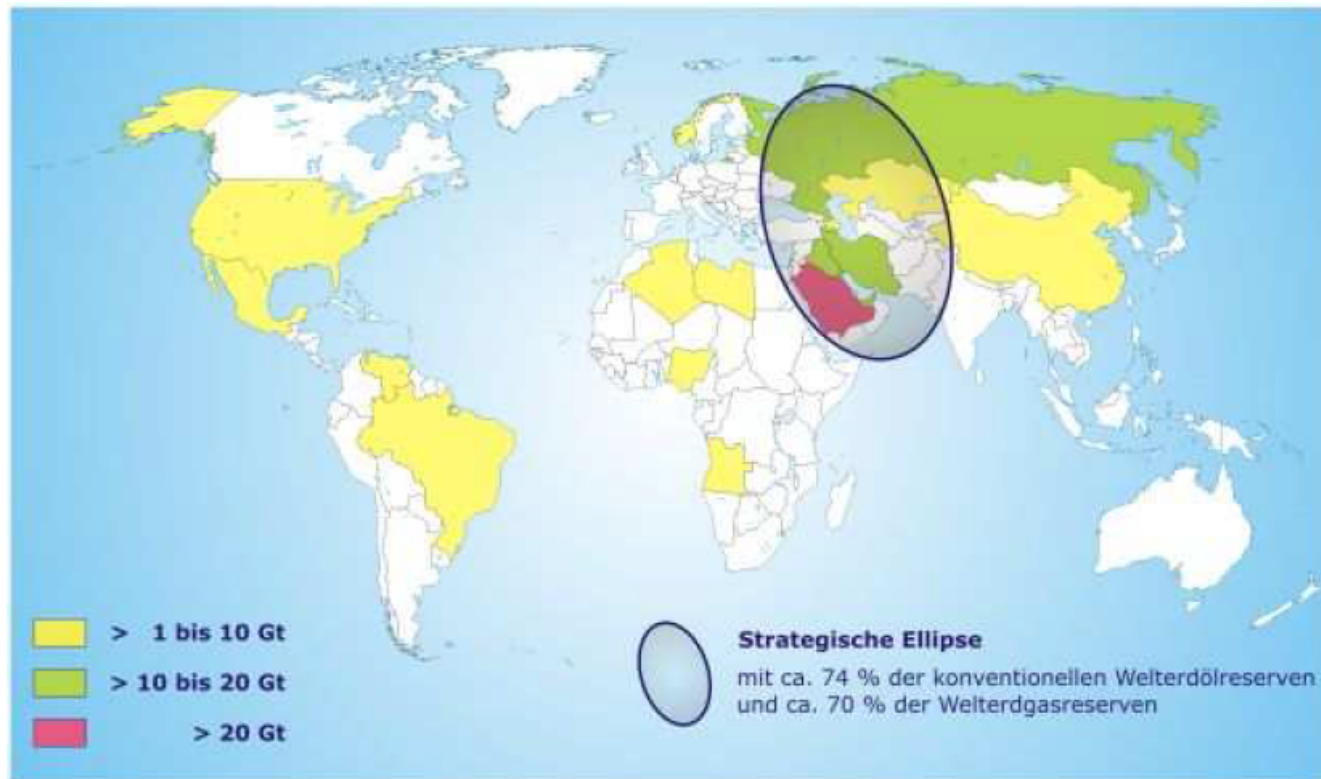 > 1 bis 10 Gt
> 10 bis 20 Gt
> 20 Gt
Strategische Ellipse
mit ca. 74 % der konventionellen Welterdölreserven
und ca. 70 % der Welterdgasreserven